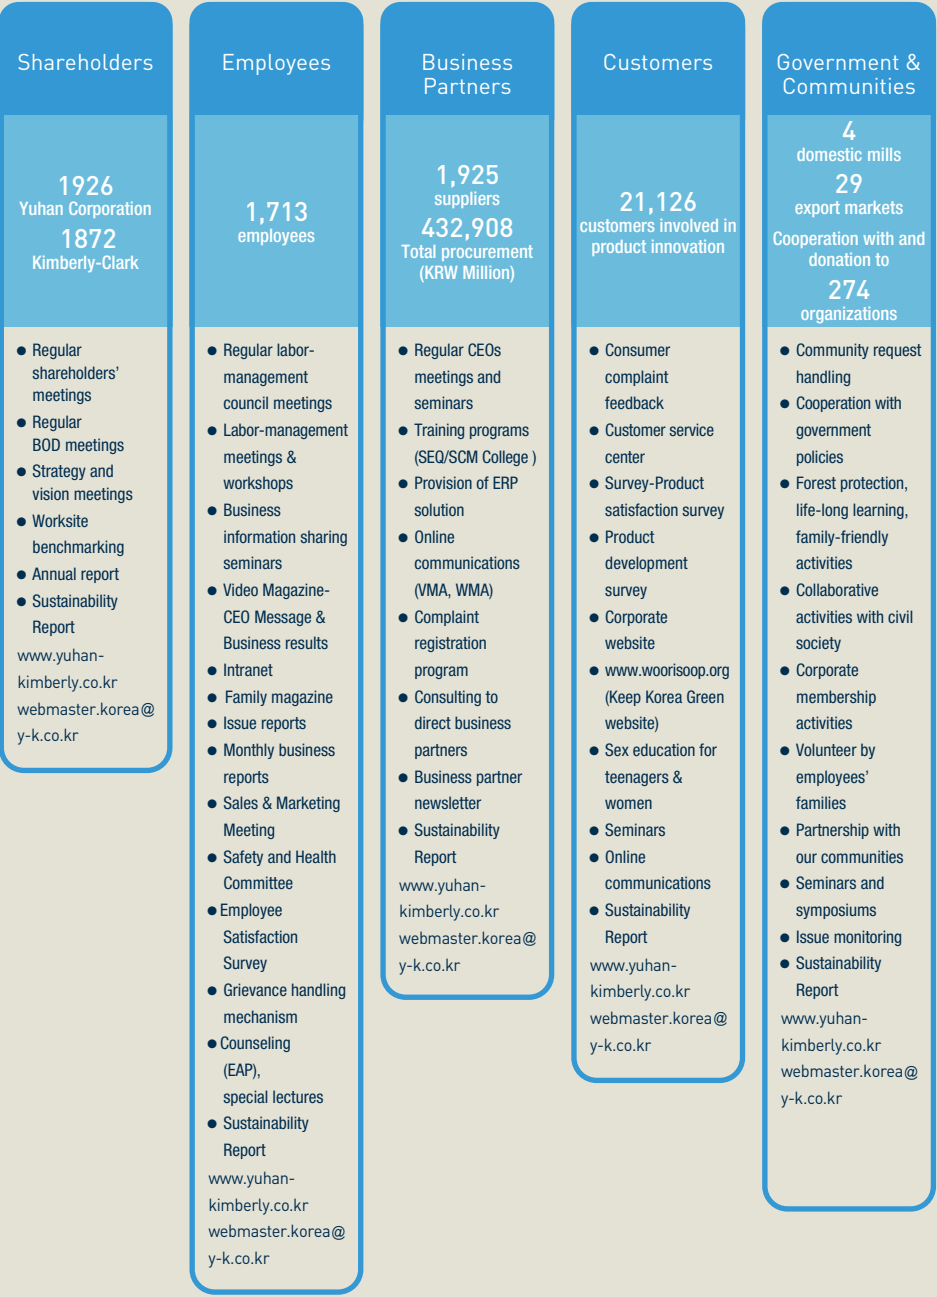 Shareholders
1926
Yuhan Corporation
1872
Kimberly-Clark
● Regular
shareholders’
meetings
● Regular
BOD meetings
● Strategy and
vision meetings
● Worksite
benchmarking
● Annual report
● Sustainability
Report
www.yuhan-
kimberly.co.kr
webmaster.korea@
y-k.co.kr
Employees
1,713
employees
● Regular labor-
management
council meetings
● Labor-management
meetings &
workshops
● Business
information sharing
seminars
● Video Magazine-
CEO Message &
Business results
● Intranet
● Family magazine
● Issue reports
● Monthly business
reports
● Sales & Marketing
Meeting
● Safety and Health
Committee
● Employee
Satisfaction
Survey
● Grievance handling
mechanism
● Counseling
(EAP),
special lectures
● Sustainability
Report
www.yuhan-
kimberly.co.kr
webmaster.korea@
y-k.co.kr
Business
Partners
1,925
suppliers
432,908
Total procurement
(KRW Million)
● Regular CEOs
meetings and
seminars
● Training programs
(SEQ/SCM College )
● Provision of ERP
solution
● Online
communications
(VMA, WMA)
● Complaint
registration
program
● Consulting to
direct business
partners
● Business partner
newsletter
● Sustainability
Report
www.yuhan-
kimberly.co.kr
webmaster.korea@
y-k.co.kr
Customers
21,126
customers involved in
product innovation
● Consumer
complaint
feedback
● Customer service
center
● Survey-Product
satisfaction survey
● Product
development
survey
● Corporate
website
● www.woorisoop.org
(Keep Korea Green
website)
● Sex education for
teenagers &
women
● Seminars
● Online
communications
● Sustainability
Report
www.yuhan-
kimberly.co.kr
webmaster.korea@
y-k.co.kr
Government &
Communities
4
domestic mills
29
export markets
Cooperation with and
donation to
274
organizations
● Community request
handling
● Cooperation with
government
policies
● Forest protection,
life-long learning,
family-friendly
activities
● Collaborative
activities with civil
society
● Corporate
membership
activities
● Volunteer by
employees’
families
● Partnership with
our communities
● Seminars and
symposiums
● Issue monitoring
● Sustainability
Report
www.yuhan-
kimberly.co.kr
webmaster.korea@
y-k.co.kr